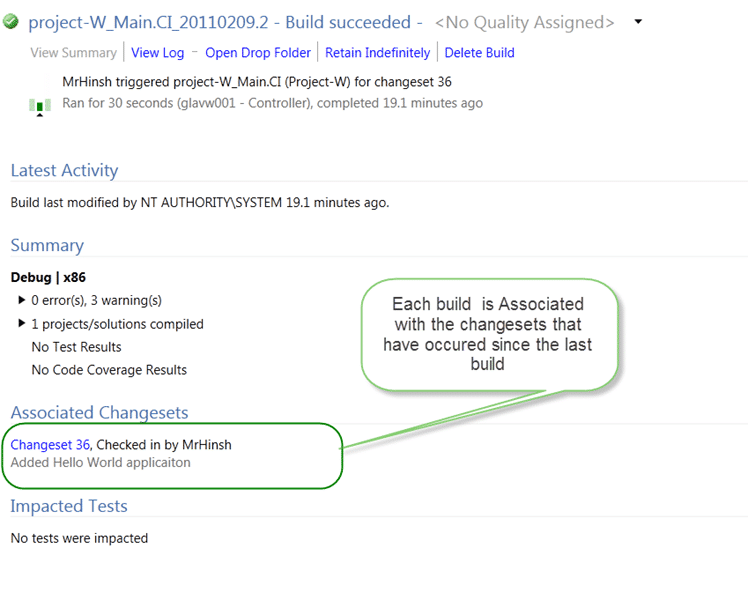 project-W_Main.CI_20110209.2 - Build succeeded - <No Quality Assigned>
View Summary | View Log - Open Drop Folder | Retain Indefinitely | Delete Build
MrHinsh triggered project-W_Main.CI (Project-W) for changeset 36
Ran for 30 seconds (glavw001 - Controller), completed 19.1 minutes ago
Latest Activity
Build last modified by NT AUTHORITY\SYSTEM 19.1 minutes ago.
Summary
Debug | x86
0 error(s), 3 warning(s)
1 projects/solutions compiled
No Test Results
No Code Coverage Results
Each build is Associated
with the changesets that
have occured since the last
build
Associated Changesets
Changeset 36, Checked in by MrHinsh
Added Hello World applicaiton
Impacted Tests
No tests were impacted